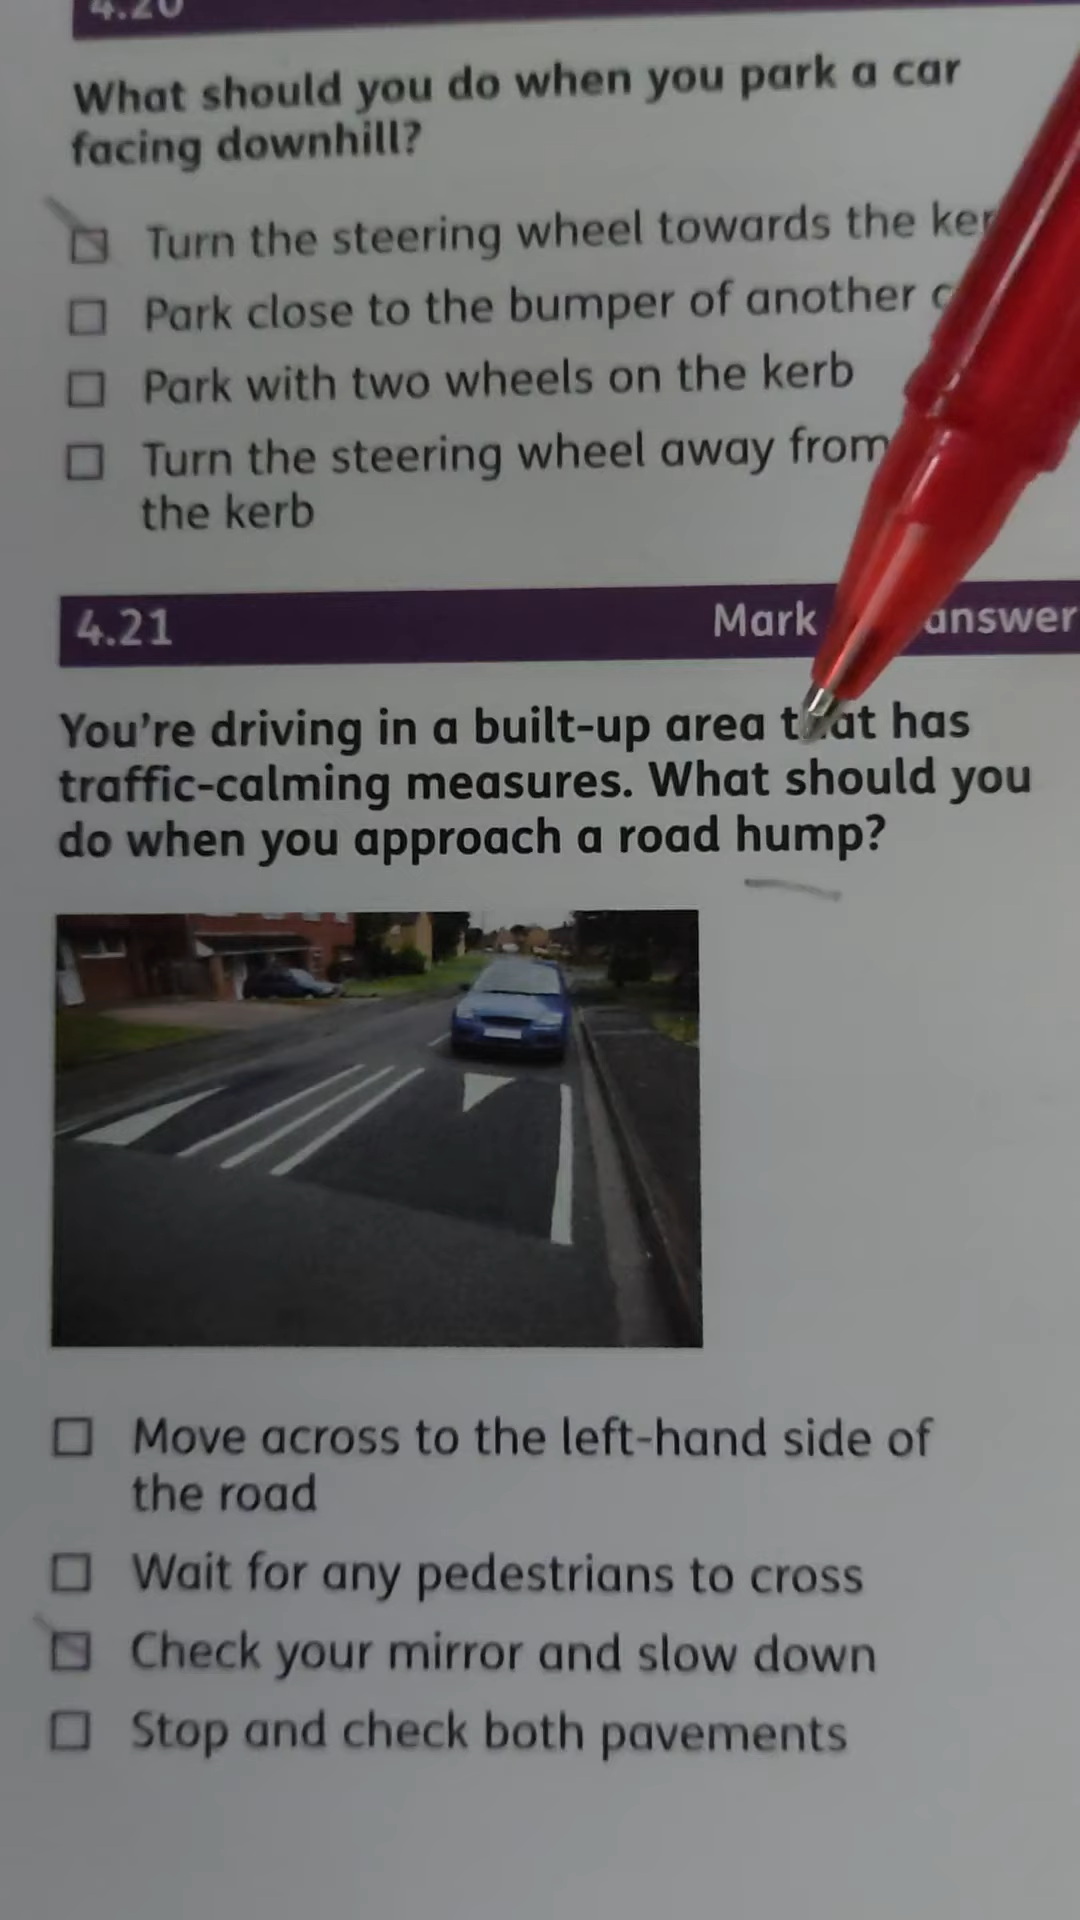 4.20
What should you do when you park a car
facing downhill?
Turn the steering wheel towards the
Park close to the bumper of another
Park with two wheels on the kerb
Turn the steering wheel away from
the kerb
4.21 Mark answer
You're driving in a built-up area that has
traffic-calming measures. What should you
do when you approach a road hump?
Move across to the left-hand side of
the road
Wait for any pedestrians to cross
Check your mirror and slow down
Stop and check both pavements